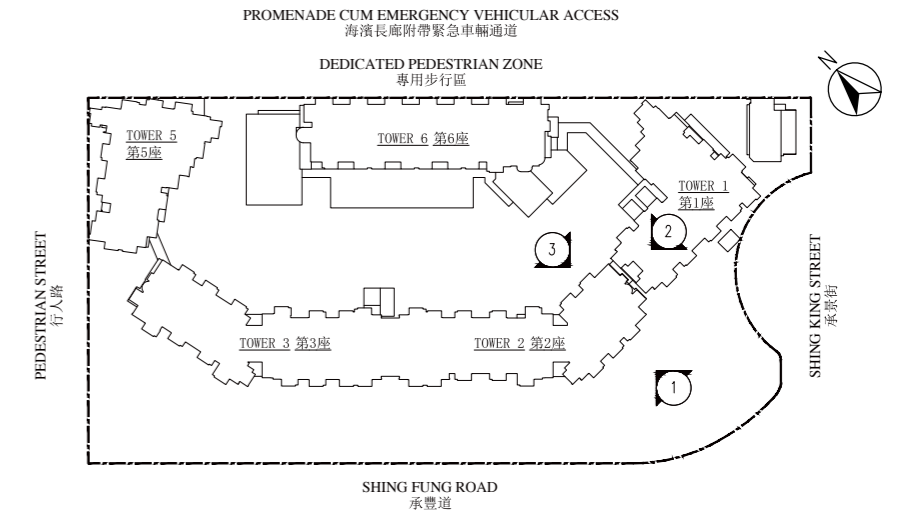 PROMENADE CUM EMERGENCY VEHICULAR ACCESS
海濱長廊附帶緊急車輛通道
DEDICATED PEDESTRIAN ZONE
專用步行區
N
TOWER 5
第5座
TOWER 6 第6座
TOWER 1
第1座
2
3
PEDESTRIAN STREET
行人路
SHING KING STREET
承景街
TOWER 3 第3座
TOWER 2 第2座
1
SHING FUNG ROAD
承豐道